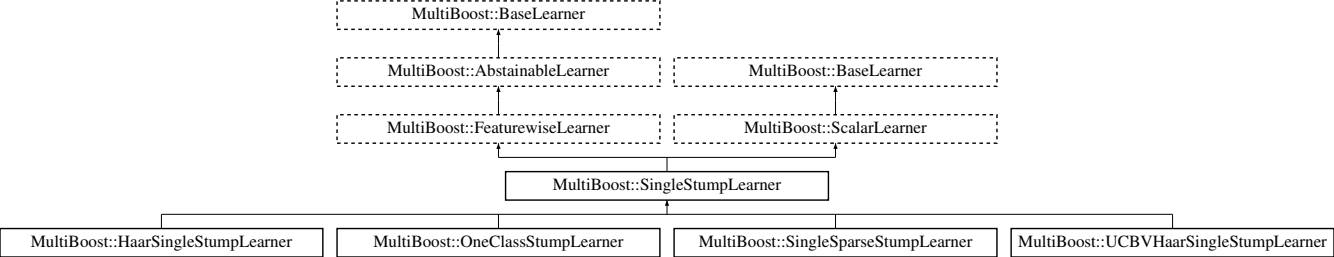 MultiBoost::BaseLearner
MultiBoost::AbstainableLearner
MultiBoost::BaseLearner
MultiBoost::FeaturewiseLearner
MultiBoost::ScalarLearner
MultiBoost::SingleStumpLearner
MultiBoost::HaarSingleStumpLearner
MultiBoost::OneClassStumpLearner
MultiBoost::SingleSparseStumpLearner
MultiBoost::UCBVHaarSingleStumpLearner